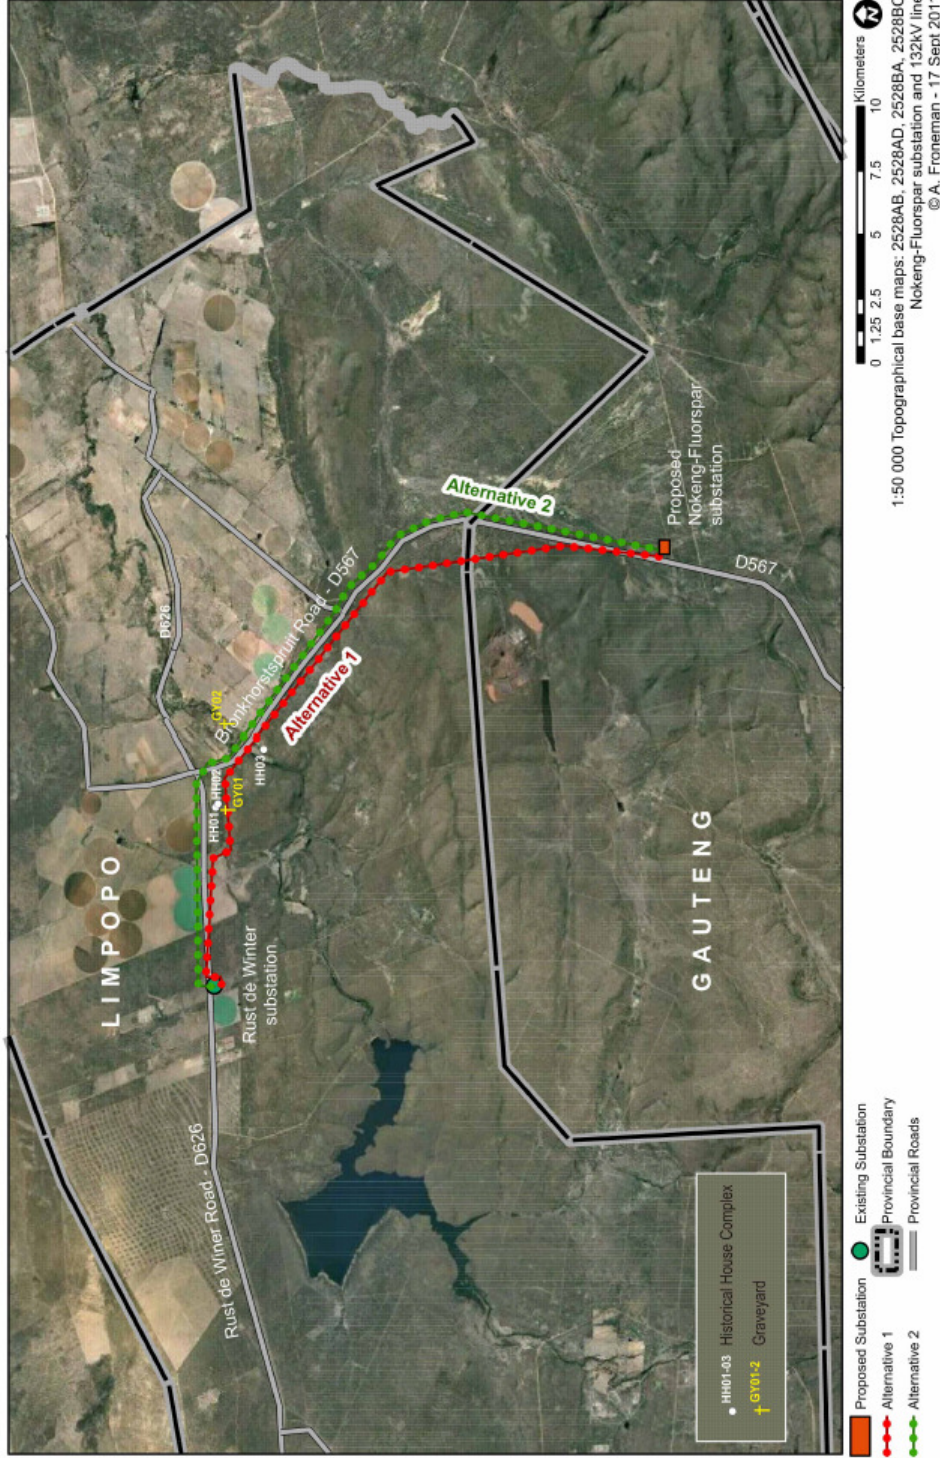 LIMPOPO
D626
Bronkhorstspruit Road - D567
GY02
HH01
HH02
GY01
HH03
Alternative 1
Alternative 2
Rust de Winter
substation
Rust de Winer Road - D626
Proposed
Nokeng-Fluorspar
substation
D567
GAUTENG
HH01-03 Historical House Complex
GY01-2 Graveyard
Proposed Substation
Existing Substation
Alternative 1
Provincial Boundary
Alternative 2
Provincial Roads
0 1.25 2.5 5 7.5 10
Kilometers
N
1:50 000 Topographical base maps: 2528AB, 2528AD, 2528BA, 2528BC
Nokeng-Fluorspar substation and 132kV line
© A. Froneman - 17 Sept 2011